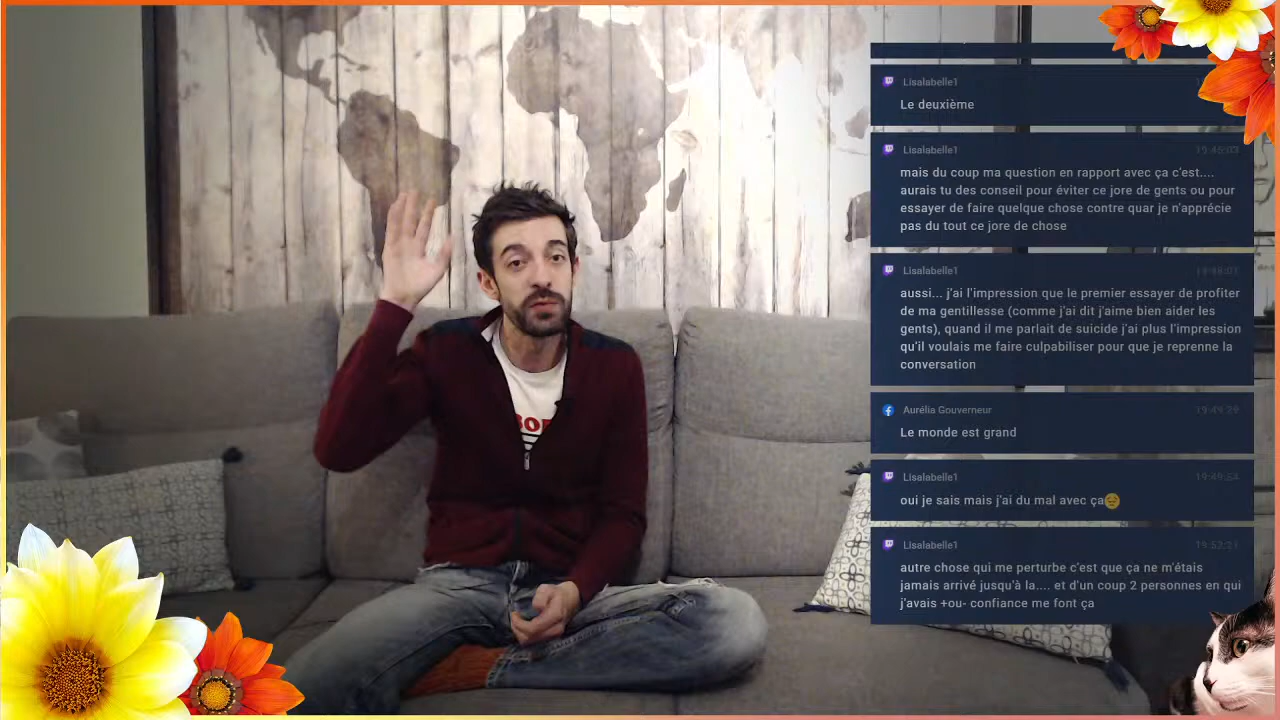 Lisalabelle1
Le deuxième
Lisalabelle1
mais du coup ma question en rapport avec ça c'est....
aurais tu des conseil pour éviter ce jore de gents ou pour
essayer de faire quelque chose contre quar je n'apprécie
pas du tout ce jore de chose
Lisalabelle1
aussi... j'ai l'impression que le premier essayer de profiter
de ma gentillesse (comme j'ai dit j'aime bien aider les
gents), quand il me parlait de suicide j'ai plus l'impression
qu'il voulais me faire culpabiliser pour que je reprenne la
conversation
Aurélia Gouverneur 19:49:29
Le monde est grand
Lisalabelle1 19:49:54
oui je sais mais j'ai du mal avec ça😔
Lisalabelle1
autre chose qui me perturbe c'est que ça ne m'étais
jamais arrivé jusqu'à la.... et d'un coup 2 personnes en qui
j'avais +ou- confiance me font ça